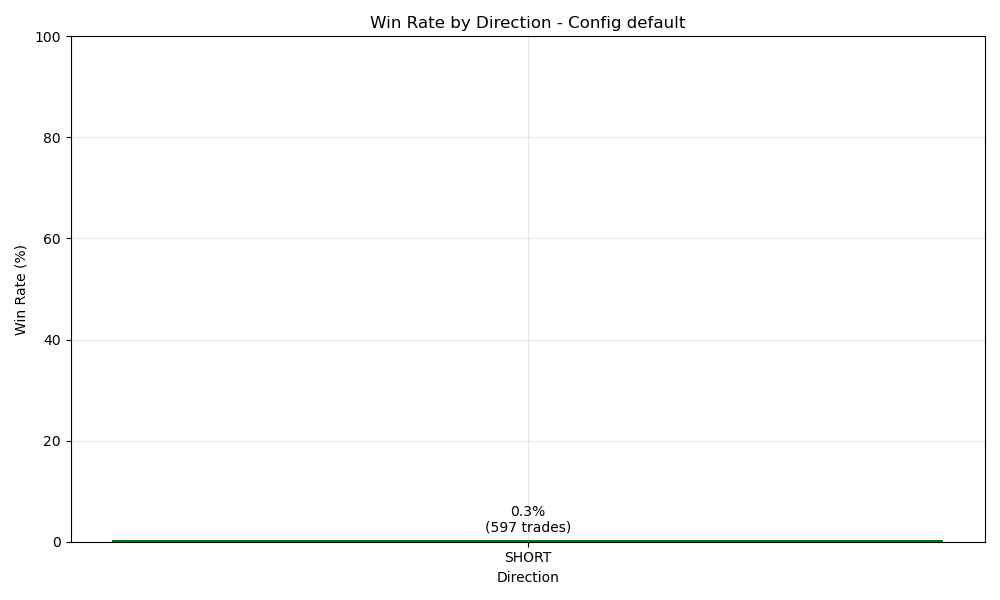 Win Rate by Direction - Config default
100
80
60
40
20
0
Win Rate (%)
0.3%
(597 trades)
SHORT
Direction